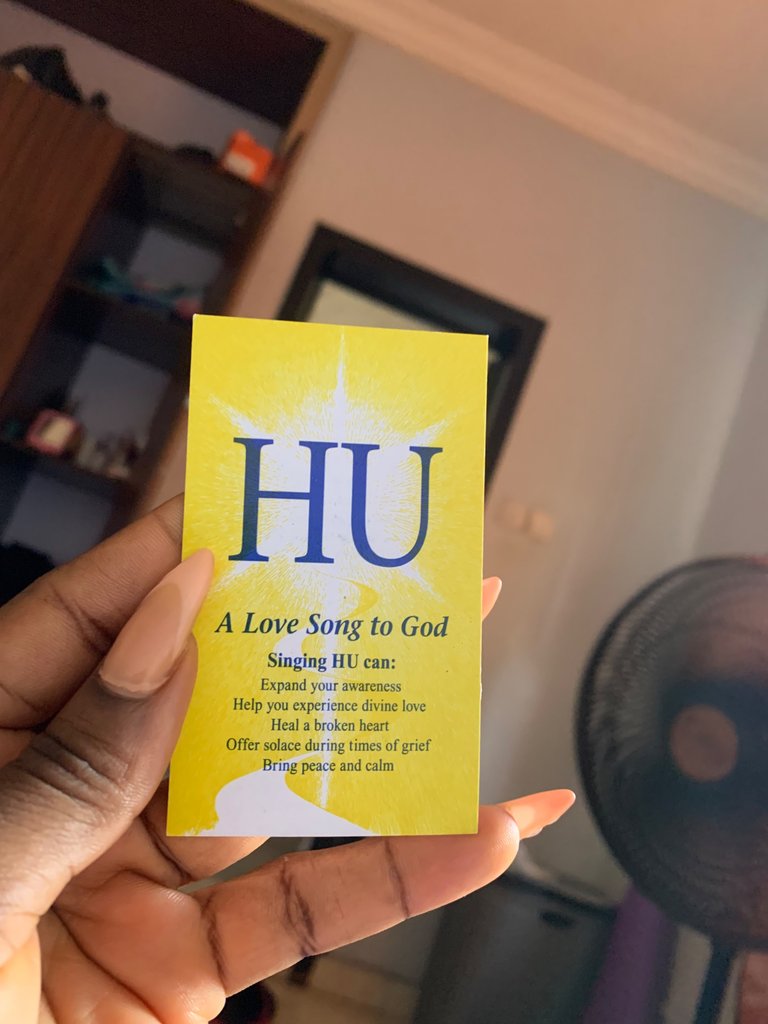 HU
A Love Song to God
Singing HU can:
Expand your awareness
Help you experience divine love
Heal a broken heart
Offer solace during times of grief
Bring peace and calm